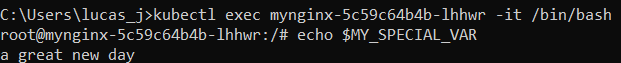 C:\Users\lucas_j>kubectl exec mynginx-5c59c64b4b-lhhwr -it /bin/bash
root@mynginx-5c59c64b4b-lhhwr:/# echo $MY_SPECIAL_VAR
a great new day